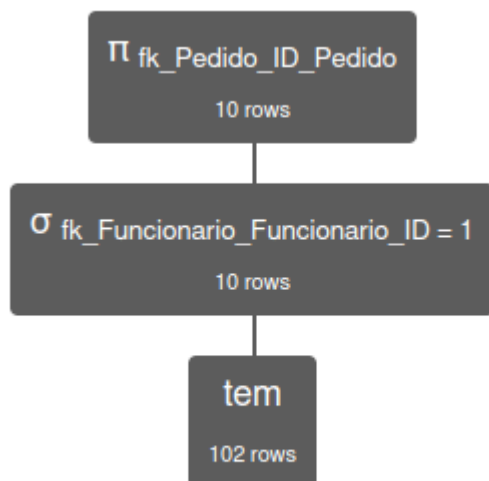 π fk_Pedido_ID_Pedido
10 rows
σ fk_Funcionario_Funcionario_ID = 1
10 rows
tem
102 rows